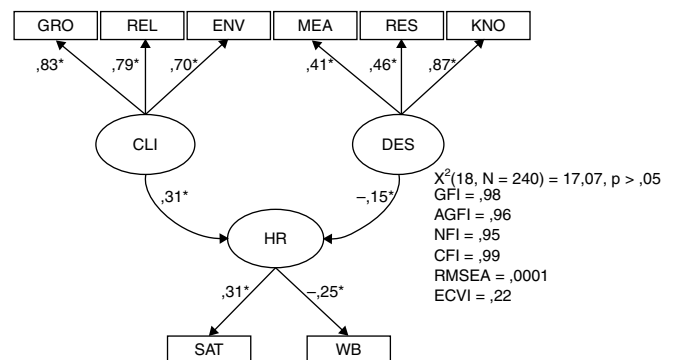 GRO REL ENV MEA RES KNO
,83* ,79* ,70* ,41* ,46* ,87*
CLI DES
X²(18, N = 240) = 17,07, p > ,05
GFI = ,98
,31* –,15*
AGFI = ,96
NFI = ,95
HR
CFI = ,99
RMSEA = ,0001
ECVI = ,22
,31* –,25*
SAT WB